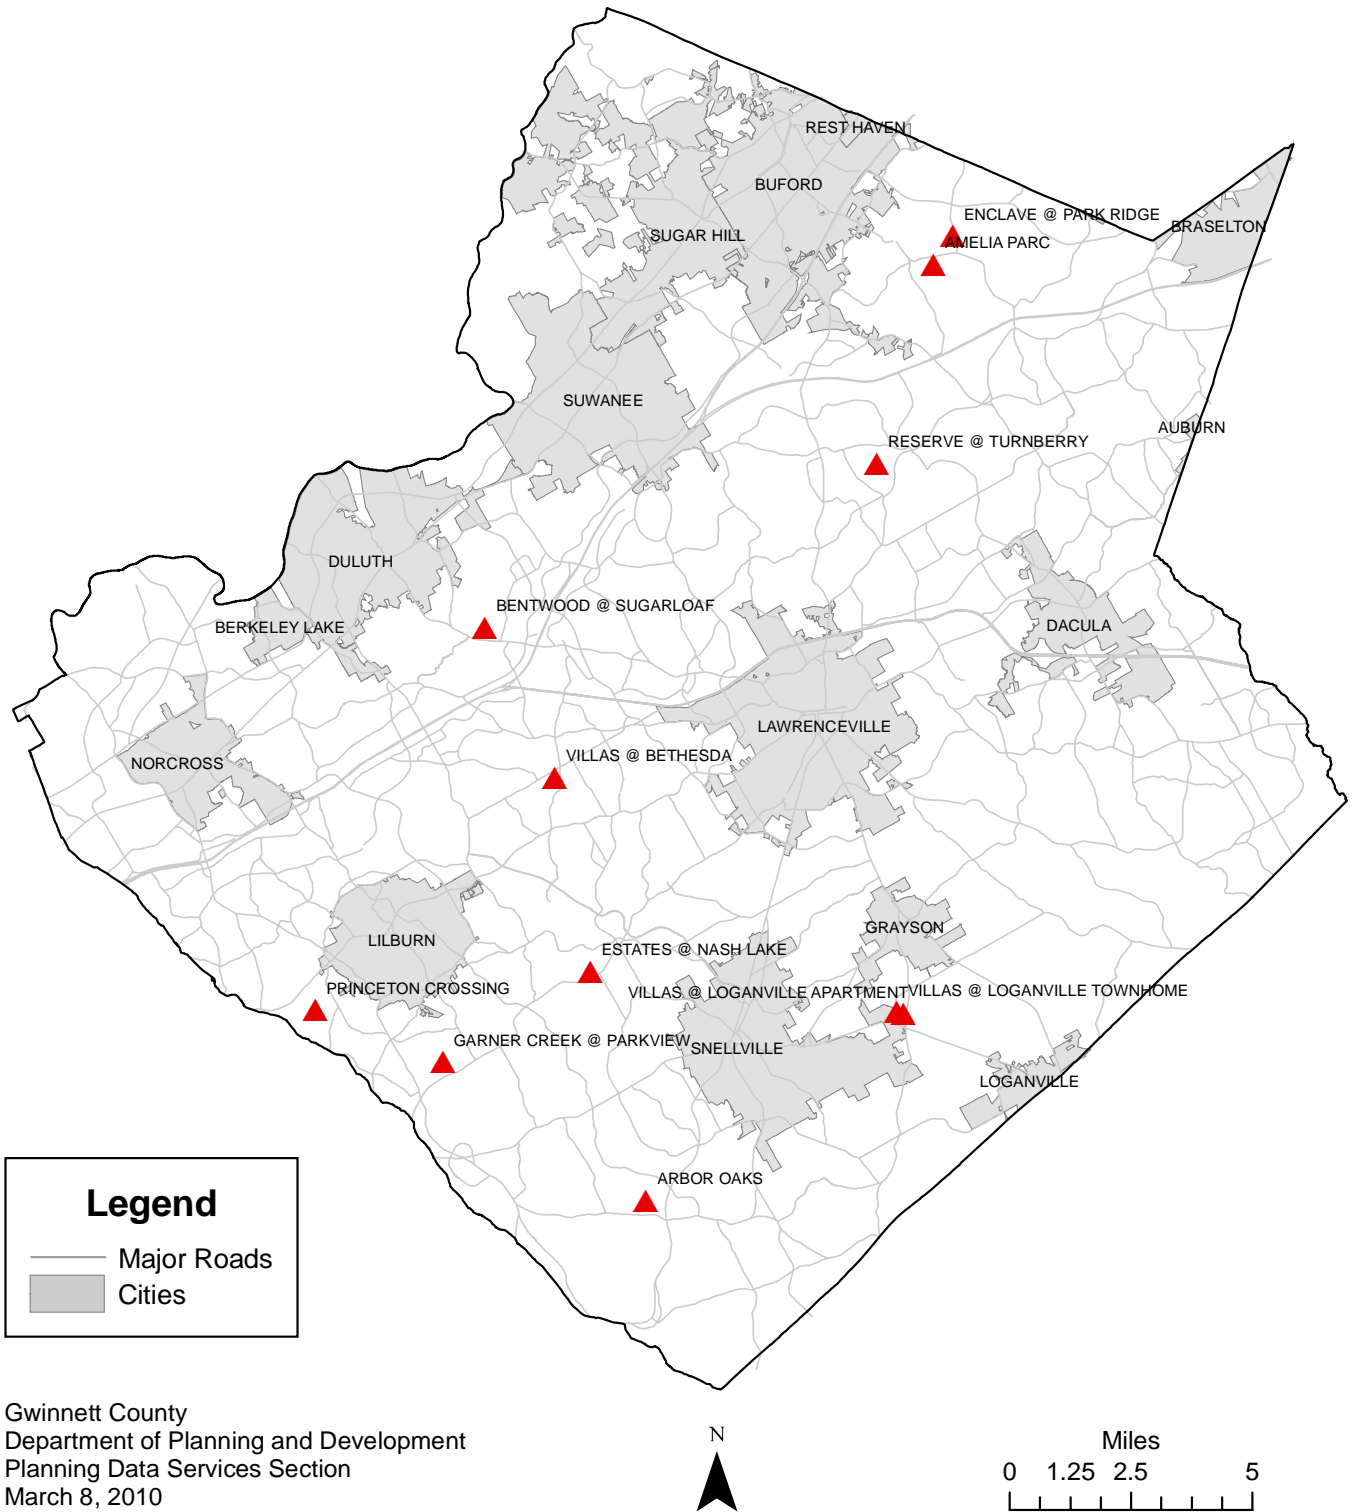 REST HAVEN
BUFORD
ENCLAVE @ PARK RIDGE
BRASELTON
SUGAR HILL
AMELIA PARC
SUWANEE
AUBURN
RESERVE @ TURNBERRY
DULUTH
BENTWOOD @ SUGARLOAF
BERKELEY LAKE
DACULA
LAWRENCEVILLE
VILLAS @ BETHESDA
NORCROSS
GRAYSON
LILBURN
ESTATES @ NASH LAKE
PRINCETON CROSSING
VILLAS @ LOGANVILLE APARTMENT
VILLAS @ LOGANVILLE TOWNHOME
GARNER CREEK @ PARKVIEW
SNELLVILLE
LOGANVILLE
ARBOR OAKS
Legend
Major Roads
Cities
Gwinnett County
Department of Planning and Development
Planning Data Services Section
March 8, 2010
N
Miles
0 1.25 2.5 5